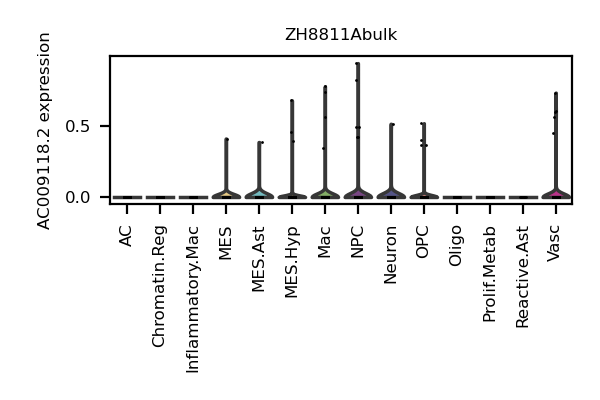 ZH8811Abulk
AC009118.2 expression
0.5
0.0
AC
Chromatin.Reg
Inflammatory.Mac
MES
MES.Ast
MES.Hyp
Mac
NPC
Neuron
OPC
Oligo
Prolif.Metab
Reactive.Ast
Vasc